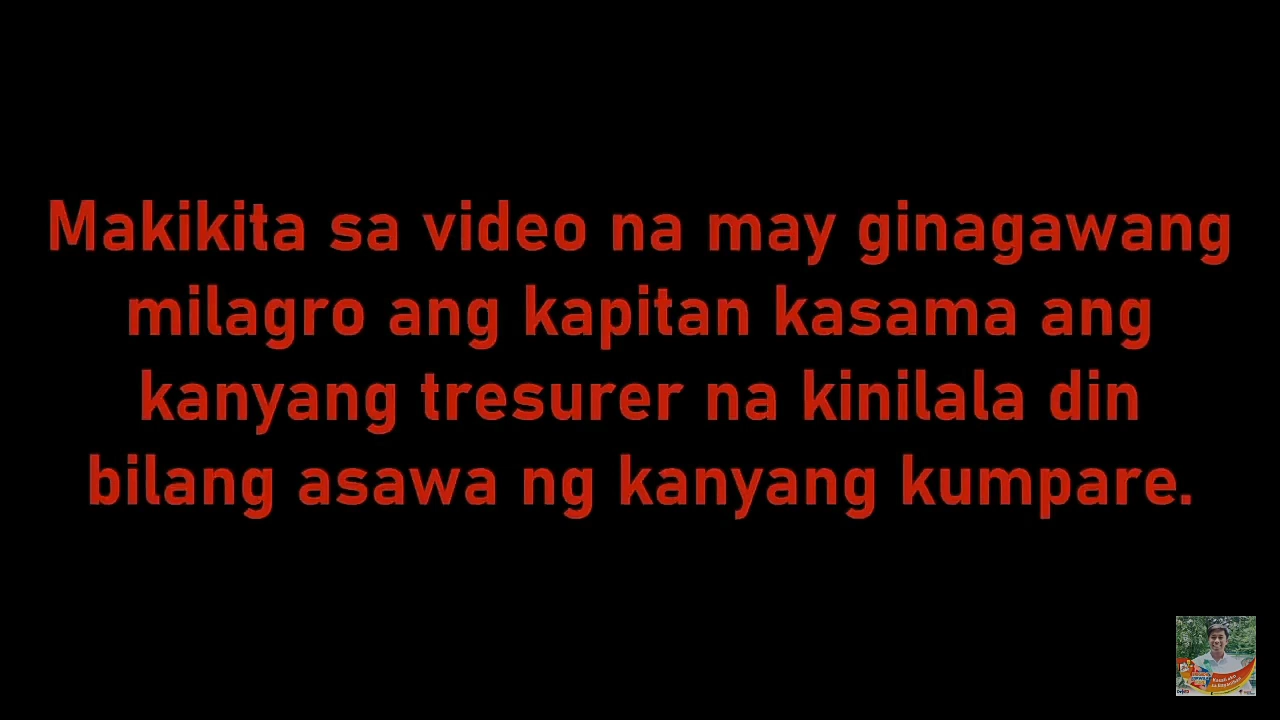 Makikita sa video na may ginagawang
milagro ang kapitan kasama ang
kanyang tresurer na kinilala din
bilang asawa ng kanyang kumpare.